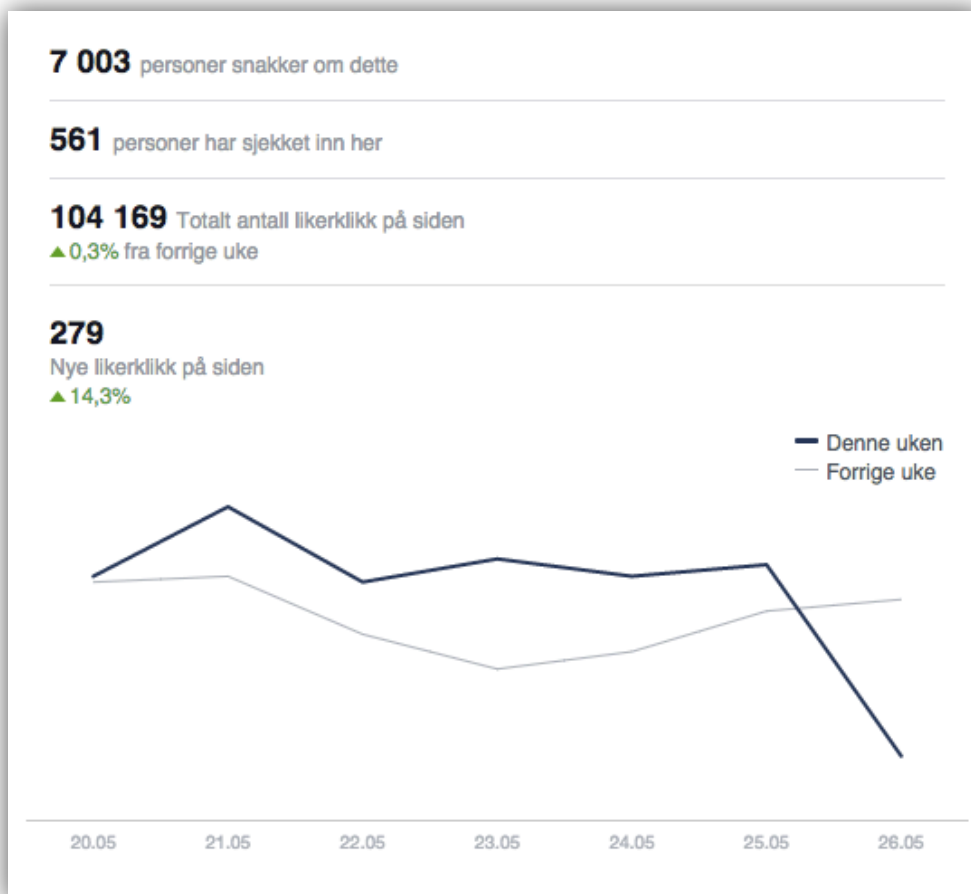 7 003 personer snakker om dette
561 personer har sjekket inn her
104 169 Totalt antall likerklikk på siden
▲ 0,3% fra forrige uke
279
Nye likerklikk på siden
▲ 14,3%
Denne uken
Forrige uke
20.05 21.05 22.05 23.05 24.05 25.05 26.05